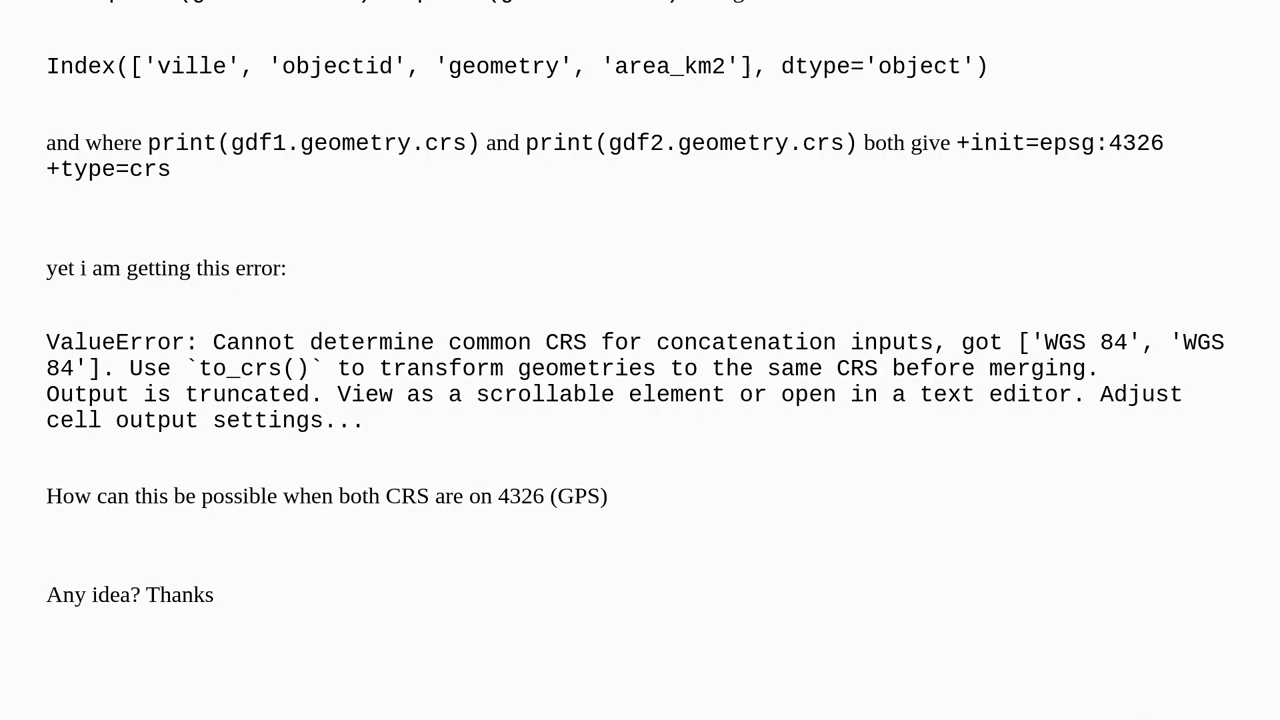 Index(['ville', 'objectid', 'geometry', 'area_km2'], dtype='object')
and where print(gdf1.geometry.crs) and print(gdf2.geometry.crs) both give +init=epsg:4326
+type=crs
yet i am getting this error:
ValueError: Cannot determine common CRS for concatenation inputs, got ['WGS 84', 'WGS
84']. Use `to_crs()` to transform geometries to the same CRS before merging.
Output is truncated. View as a scrollable element or open in a text editor. Adjust
cell output settings...
How can this be possible when both CRS are on 4326 (GPS)
Any idea? Thanks